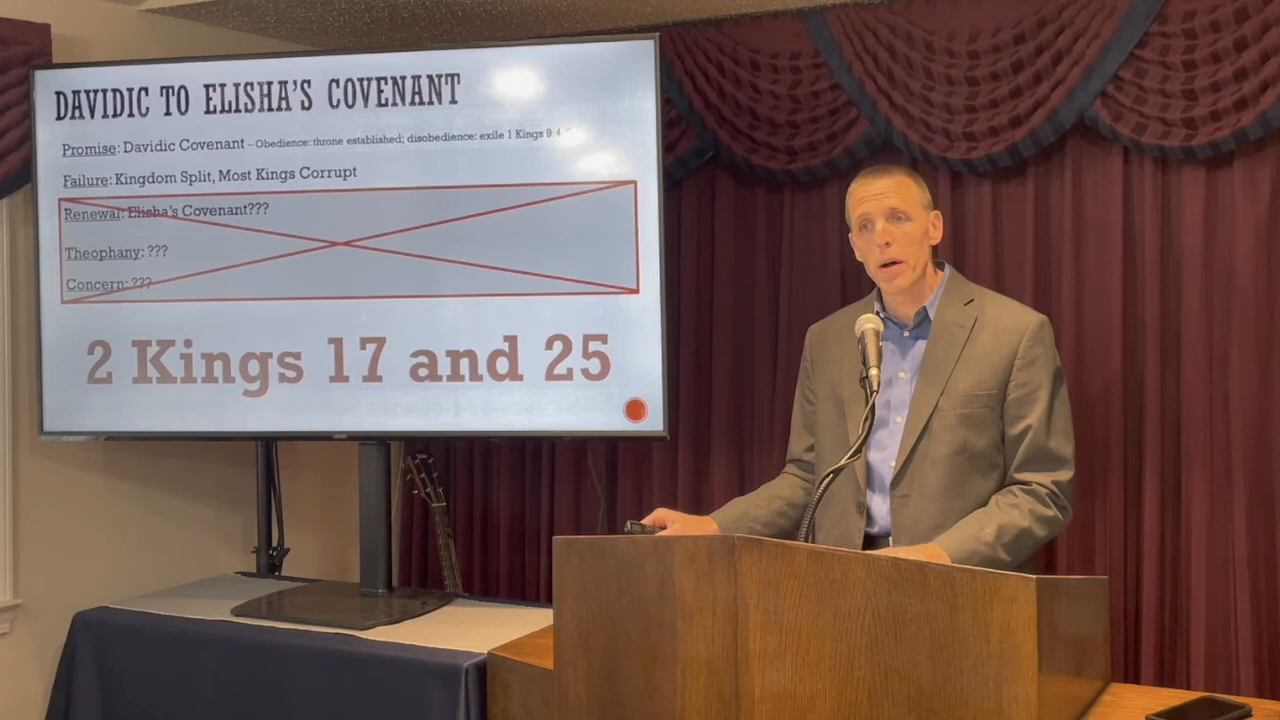 DAVIDIC TO ELISHA'S COVENANT
Promise: Davidic Covenant – Obedience: throne established; disobedience: exile 1 Kings 9:4
Failure: Kingdom Split, Most Kings Corrupt
Renewal: Elisha's Covenant???
Theophany: ???
Concern: ???
2 Kings 17 and 25